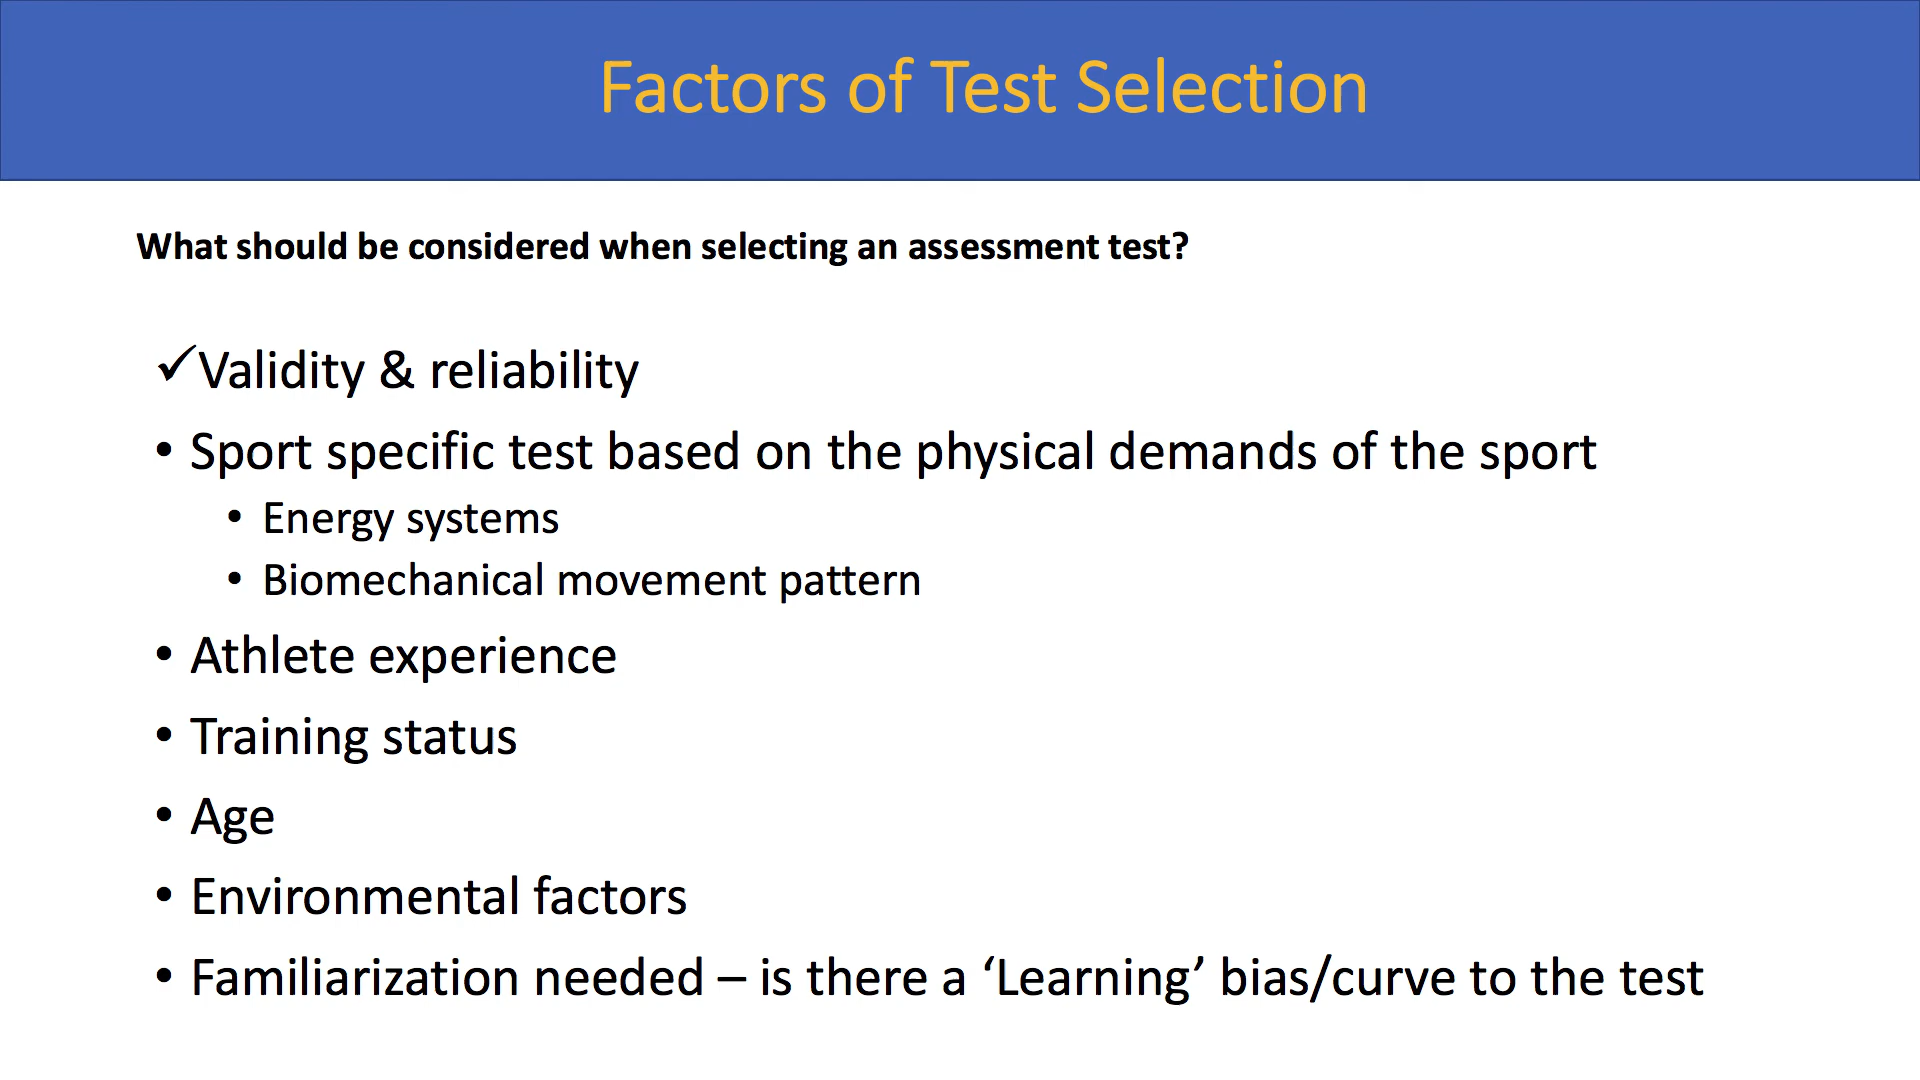 Factors of Test Selection
What should be considered when selecting an assessment test?
✓Validity & reliability
• Sport specific test based on the physical demands of the sport
• Energy systems
• Biomechanical movement pattern
• Athlete experience
• Training status
• Age
• Environmental factors
• Familiarization needed – is there a ‘Learning’ bias/curve to the test